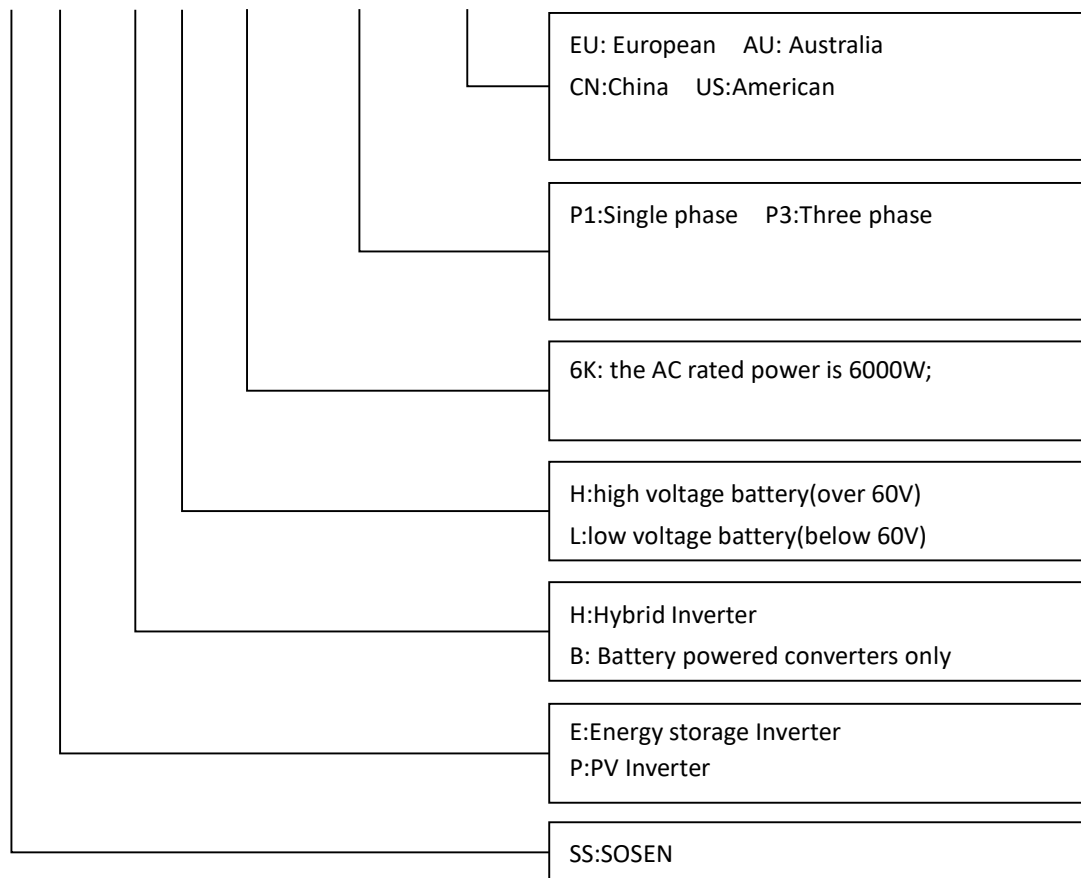 EU: European AU: Australia
CN:China US:American
P1:Single phase P3:Three phase
6K: the AC rated power is 6000W;
H:high voltage battery(over 60V)
L:low voltage battery(below 60V)
H:Hybrid Inverter
B: Battery powered converters only
E:Energy storage Inverter
P:PV Inverter
SS:SOSEN